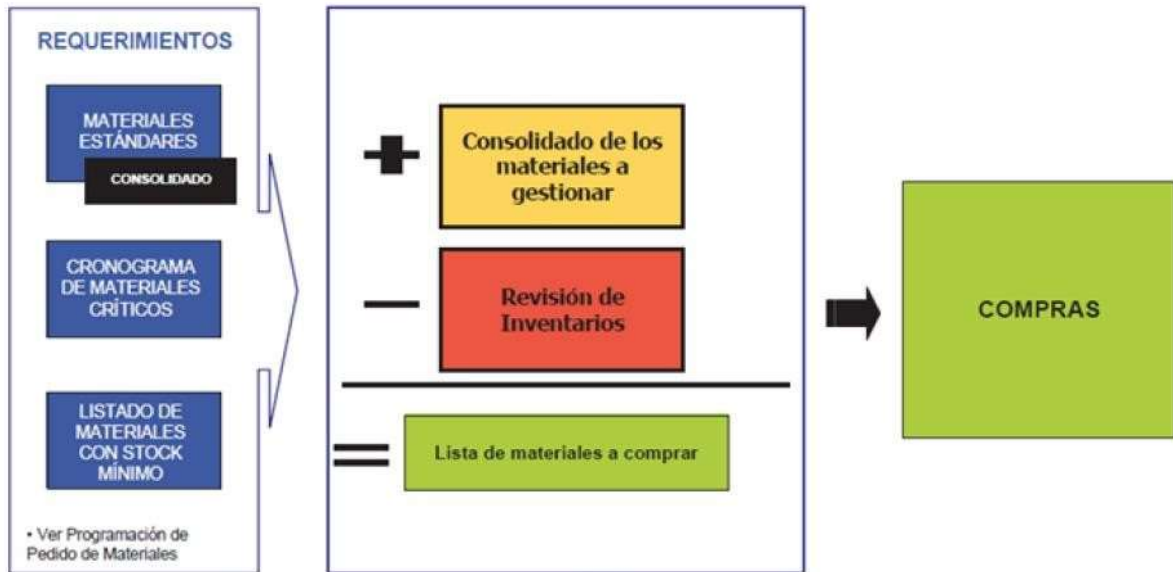 REQUERIMIENTOS
MATERIALES
ESTÁNDARES
CONSOLIDADO
CRONOGRAMA
DE MATERIALES
CRÍTICOS
LISTADO DE
MATERIALES
CON STOCK
MÍNIMO
• Ver Programación de
Pedido de Materiales
+
Consolidado de los
materiales a
gestionar
−
Revisión de
Inventarios
=
Lista de materiales a comprar
COMPRAS